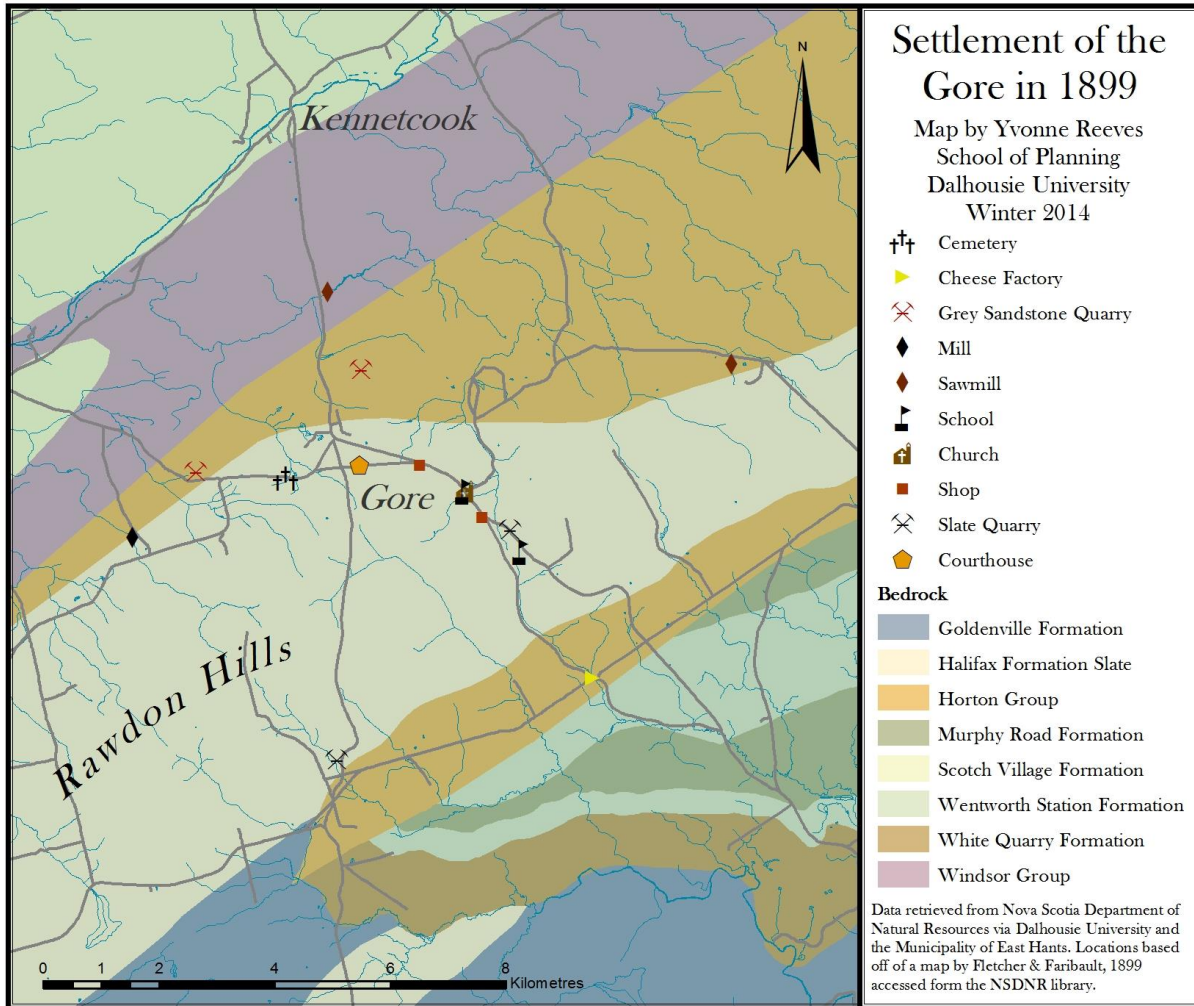 Settlement of the
Gore in 1899
Map by Yvonne Reeves
School of Planning
Dalhousie University
Winter 2014
Cemetery
Cheese Factory
Grey Sandstone Quarry
Mill
Sawmill
School
Church
Shop
Slate Quarry
Courthouse
Bedrock
Goldenville Formation
Halifax Formation Slate
Horton Group
Murphy Road Formation
Scotch Village Formation
Wentworth Station Formation
White Quarry Formation
Windsor Group
Data retrieved from Nova Scotia Department of
Natural Resources via Dalhousie University and
the Municipality of East Hants. Locations based
off of a map by Fletcher & Faribault, 1899
accessed form the NSDNR library.
N
Kennetcook
Gore
Rawdon Hills
0 1 2 4 6 8
Kilometres